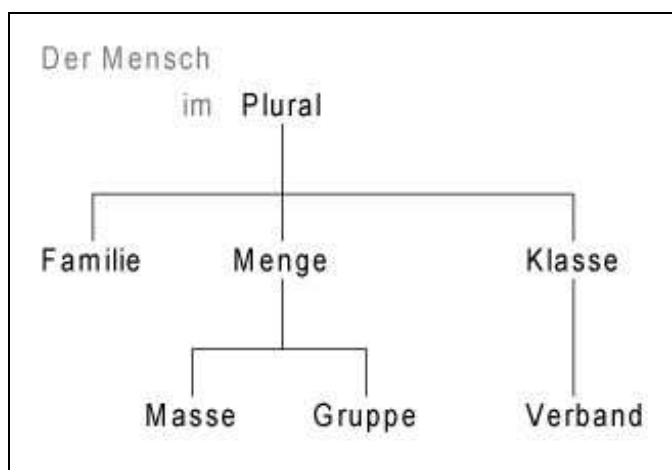 Der Mensch
im Plural
Familie Menge Klasse
Masse Gruppe Verband